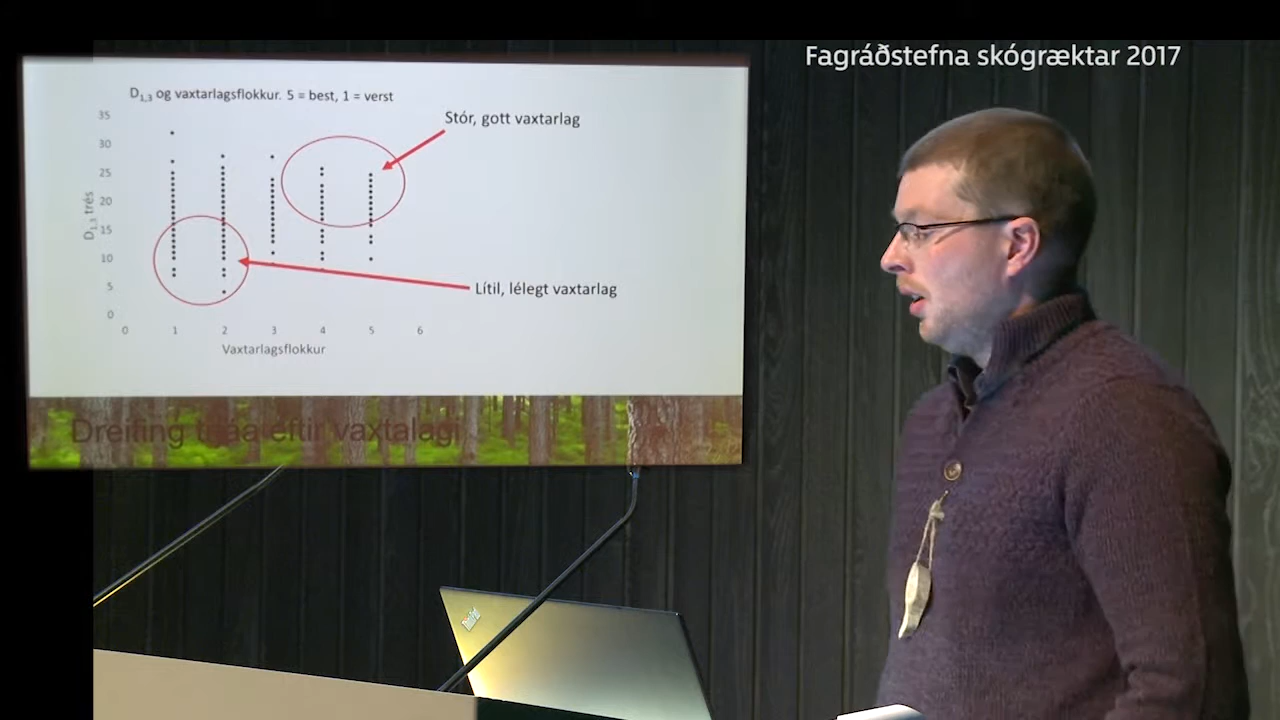 Fagráðstefna skógræktar 2017
D1,3 og vaxtarlagsflokkur. 5 = best, 1 = verst
Stór, gott vaxtarlag
35
30
25
20
15
10
5
0
D1,3 trés
Lítil, lélegt vaxtarlag
0 1 2 3 4 5 6
Vaxtarlagsflokkur
Dreifing trjáa eftir vaxtalagi